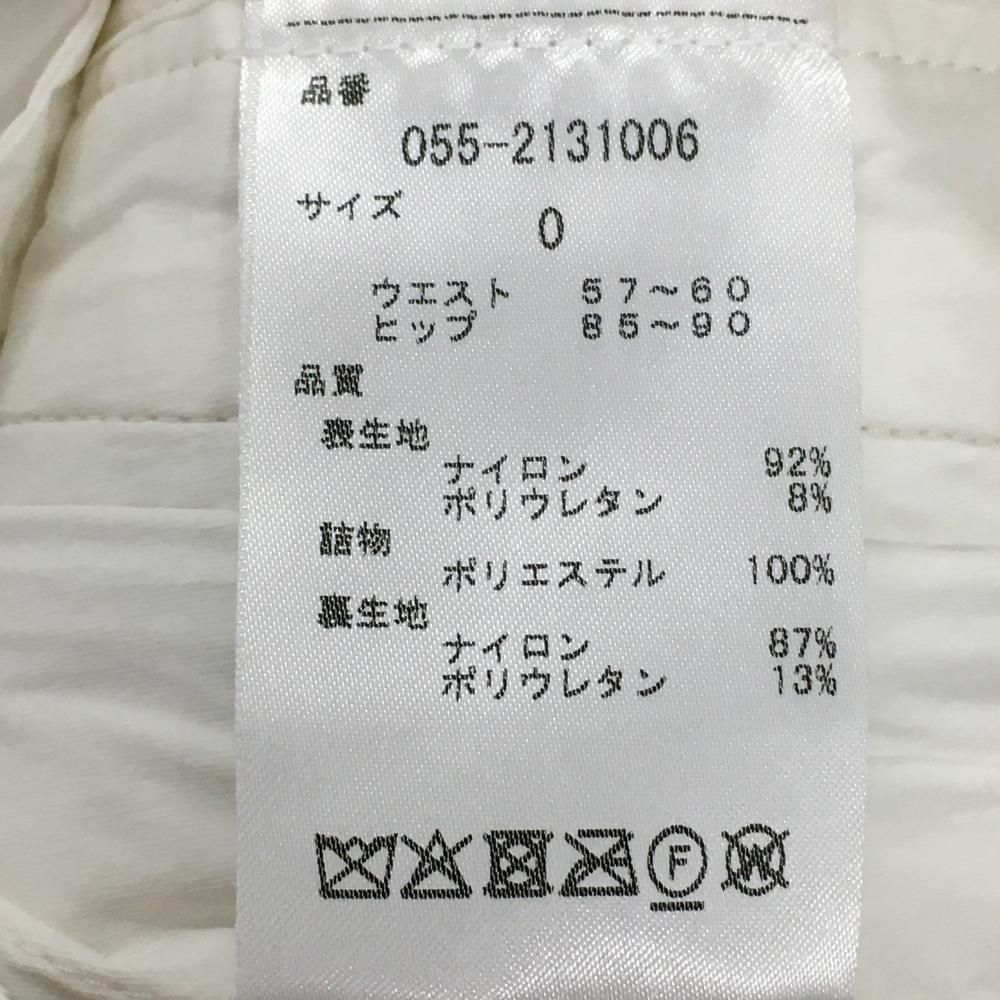 品番
055-2131006
サイズ
0
ウエスト 57〜60
ヒップ 85〜90
品質
表生地
ナイロン 92%
ポリウレタン 8%
詰物
ポリエステル 100%
裏生地
ナイロン 87%
ポリウレタン 13%
F W